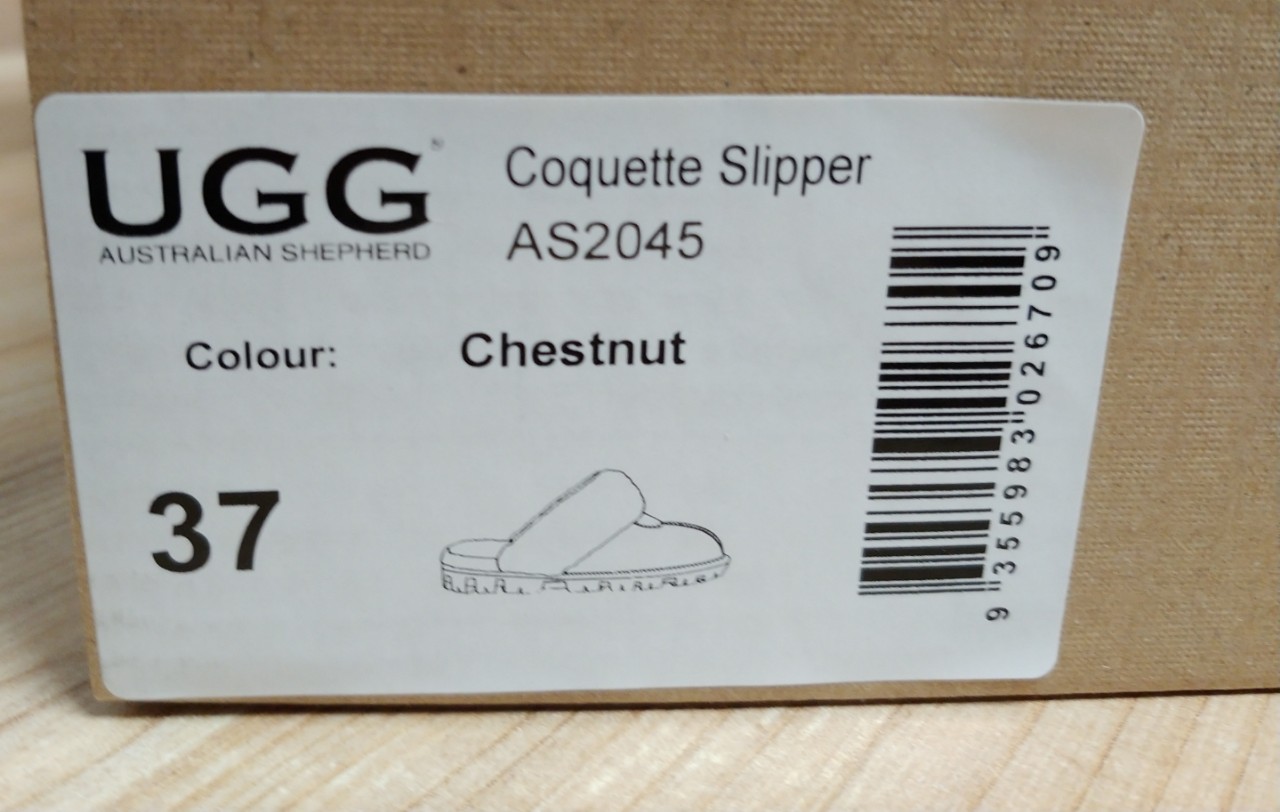 UGG®
AUSTRALIAN SHEPHERD
Coquette Slipper
AS2045
Colour: Chestnut
37
9 355983 026709